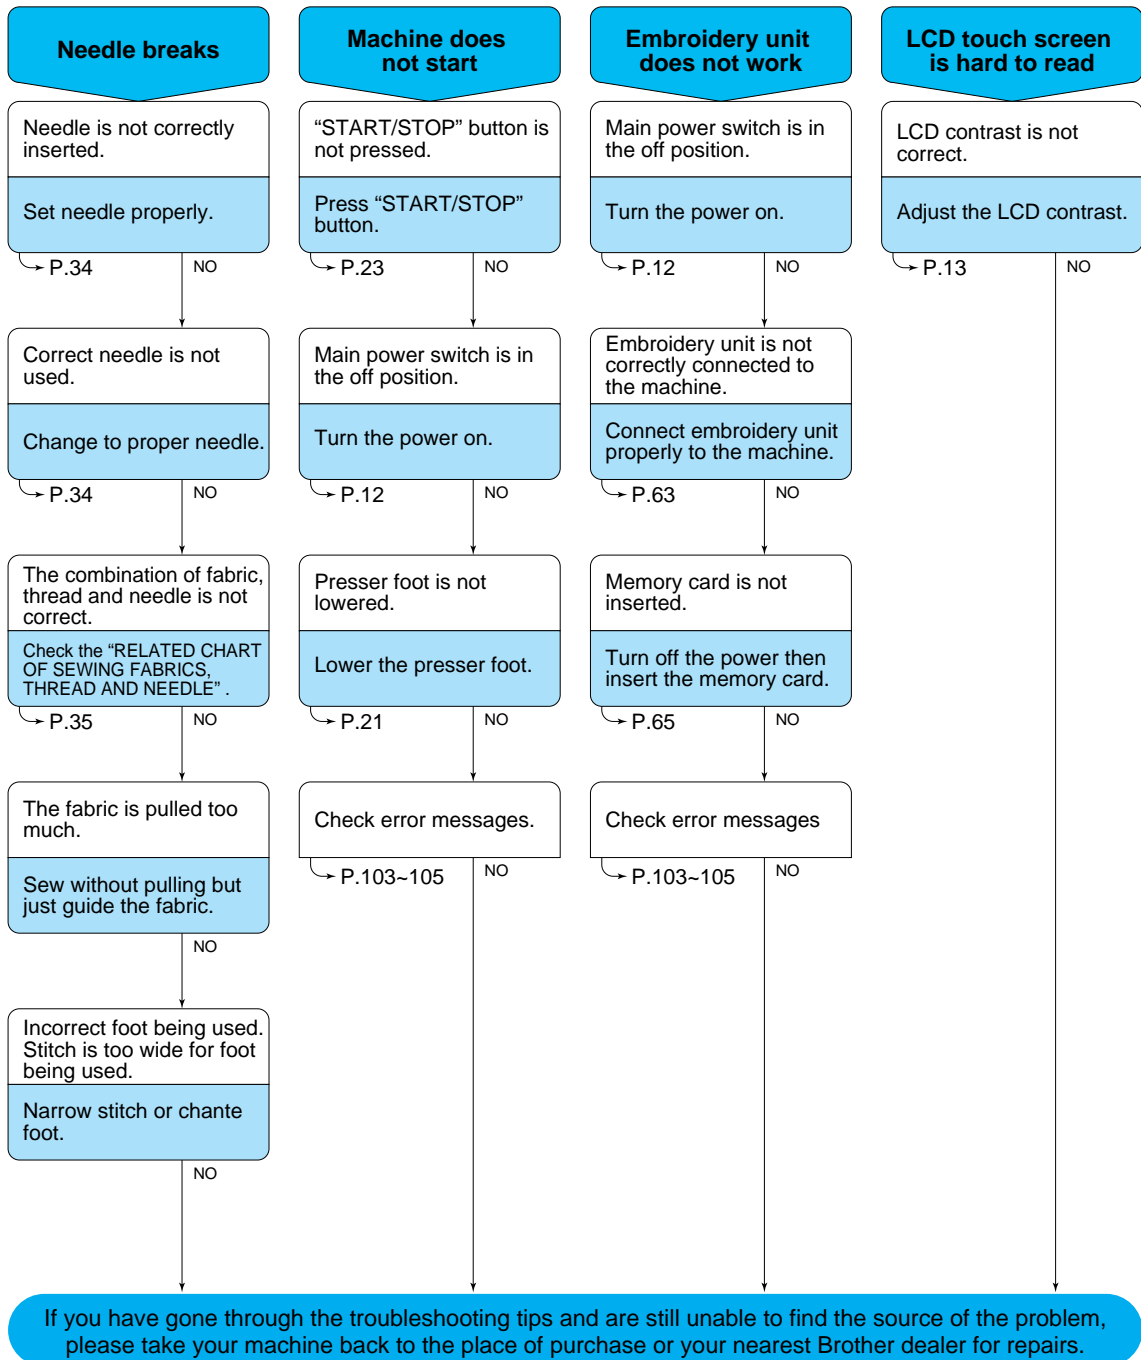 Needle breaks
Needle is not correctly
inserted.
Set needle properly.
P.34
NO
Correct needle is not
used.
Change to proper needle.
P.34
NO
The combination of fabric,
thread and needle is not
correct.
Check the “RELATED CHART
OF SEWING FABRICS,
THREAD AND NEEDLE” .
P.35
NO
The fabric is pulled too
much.
Sew without pulling but
just guide the fabric.
NO
Incorrect foot being used.
Stitch is too wide for foot
being used.
Narrow stitch or chante
foot.
NO
Machine does
not start
“START/STOP” button is
not pressed.
Press “START/STOP”
button.
P.23
NO
Main power switch is in
the off position.
Turn the power on.
P.12
NO
Presser foot is not
lowered.
Lower the presser foot.
P.21
NO
Check error messages.
P.103~105
NO
Embroidery unit
does not work
Main power switch is in
the off position.
Turn the power on.
P.12
NO
Embroidery unit is not
correctly connected to
the machine.
Connect embroidery unit
properly to the machine.
P.63
NO
Memory card is not
inserted.
Turn off the power then
insert the memory card.
P.65
NO
Check error messages
P.103~105
NO
LCD touch screen
is hard to read
LCD contrast is not
correct.
Adjust the LCD contrast.
P.13
NO
If you have gone through the troubleshooting tips and are still unable to find the source of the problem,
please take your machine back to the place of purchase or your nearest Brother dealer for repairs.